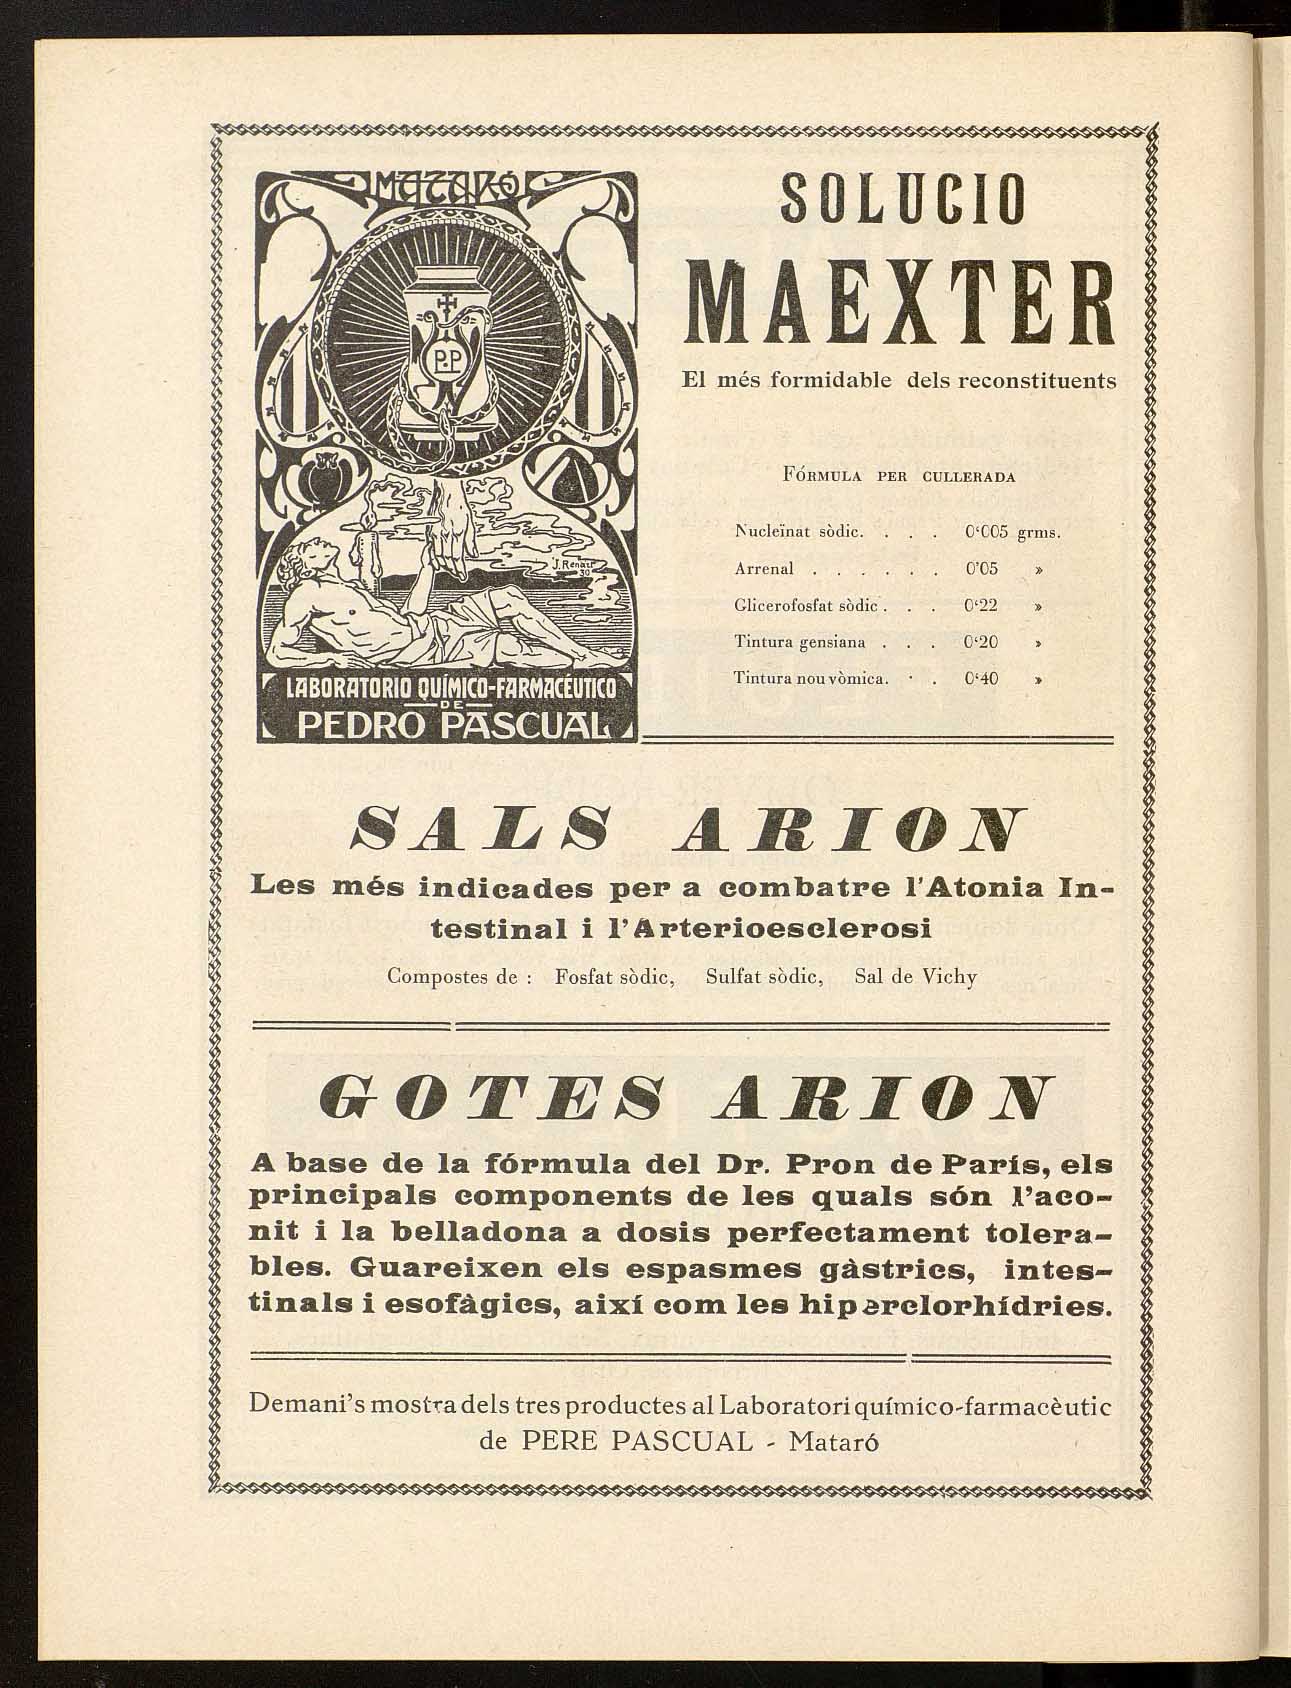 MATARÓ
P.P
J. Renart
30
LABORATORIO QUÍMICO-FARMACÉUTICO
DE
PEDRO PASCUAL
SOLUCIO
MAEXTER
El més formidable dels reconstituents
FÓRMULA PER CULLERADA
Nucleïnat sòdic. . . . 0‘005 grms.
Arrenal . . . . . . 0’05 »
Glicerofosfat sòdic . . . 0‘22 »
Tintura gensiana . . . 0‘20 »
Tintura nou vòmica. . . 0‘40 »
SALS ARION
Les més indicades per a combatre l'Atonia In-
testinal i l'Arterioesclerosi
Compostes de : Fosfat sòdic, Sulfat sòdic, Sal de Vichy
GOTES ARION
A base de la fórmula del Dr. Pron de París, els
principals components de les quals són l'aco-
nit i la belladona a dosis perfectament tolera-
bles. Guareixen els espasmes gàstrics, intes-
tinals i esofàgics, així com les hiperclorhídries.
Demani's mostra dels tres productes al Laboratori químico-farmacèutic
de PERE PASCUAL - Mataró